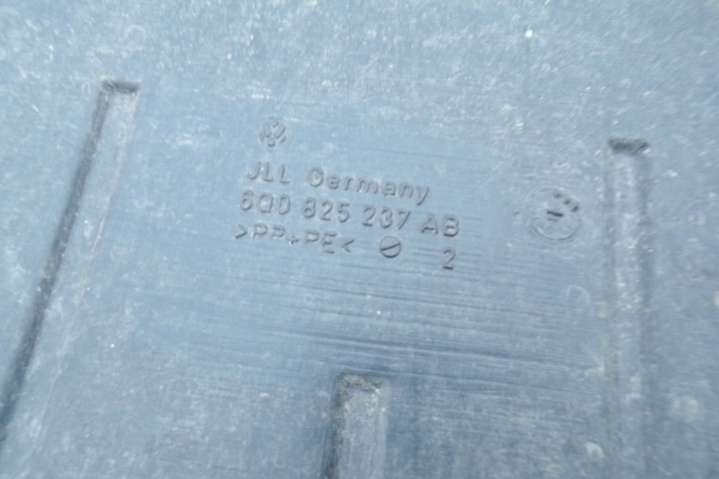 JLL Germany
6Q0 825 237 AB
>PP+PE< 2